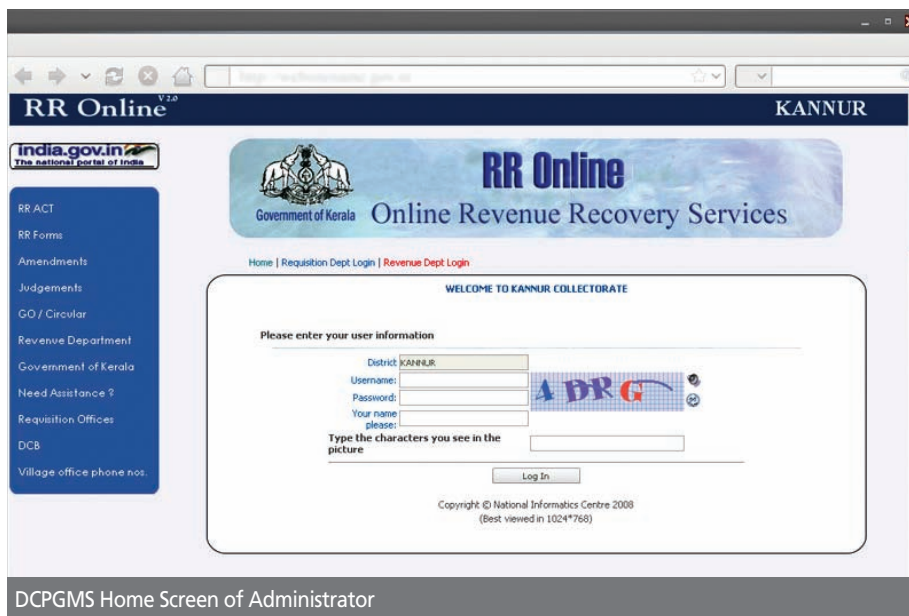 RR Online V 2.0
KANNUR
india.gov.in
The national portal of India
RR ACT
RR Forms
Amendments
Judgements
GO / Circular
Revenue Department
Government of Kerala
Need Assistance ?
Requisition Offices
DCB
Village office phone nos.
Government of Kerala
RR Online
Online Revenue Recovery Services
Home | Requisition Dept Login | Revenue Dept Login
WELCOME TO KANNUR COLLECTORATE
Please enter your user information
District KANNUR
Username:
Password:
Your name
please:
4 DRG
Type the characters you see in the
picture
Log In
Copyright © National Informatics Centre 2008
(Best viewed in 1024*768)
DCPGMS Home Screen of Administrator